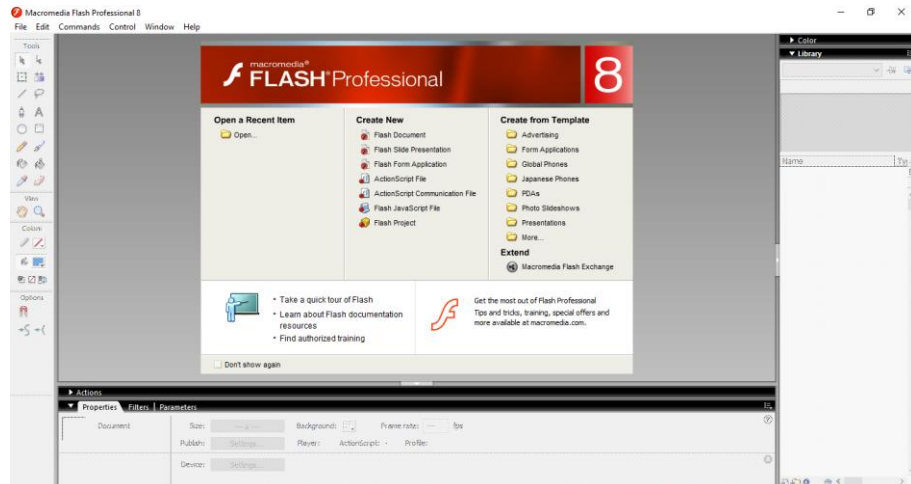 Macromedia Flash Professional 8
File Edit Commands Control Window Help
Tools
View
Colors
Options
macromedia®
FLASH® Professional
8
Open a Recent Item
Open...
Create New
Flash Document
Flash Slide Presentation
Flash Form Application
ActionScript File
ActionScript Communication File
Flash JavaScript File
Flash Project
Create from Template
Advertising
Form Applications
Global Phones
Japanese Phones
PDAs
Photo Slideshows
Presentations
More...
Extend
Macromedia Flash Exchange
• Take a quick tour of Flash
• Learn about Flash documentation
resources
• Find authorized training
Get the most out of Flash Professional
Tips and tricks, training, special offers and
more available at macromedia.com.
Don't show again
Color
Library
Name
Actions
Properties Filters Parameters
Document
Size:
Background:
Frame rate:
fps
Publish:
Settings...
Player:
ActionScript: -
Profile:
Device:
Settings...